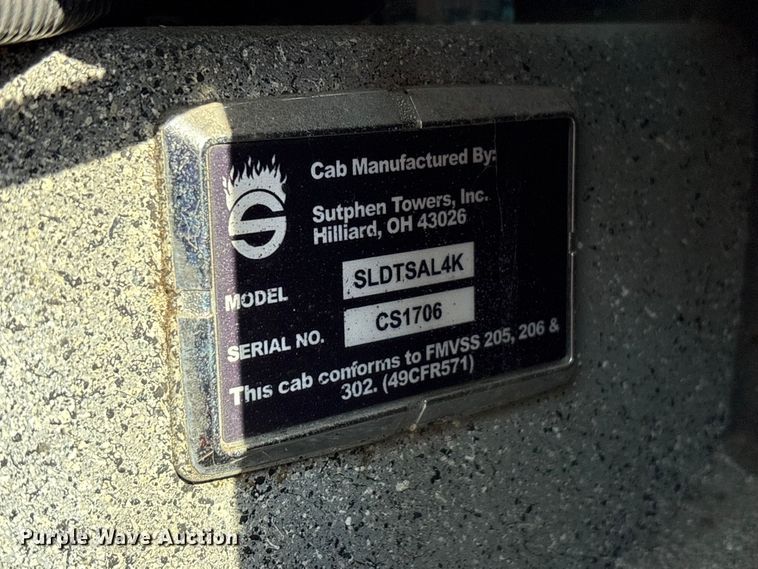 Cab Manufactured By:
Sutphen Towers, Inc.
Hilliard, OH 43026
MODEL SLDTSAL4K
SERIAL NO. CS1706
This cab conforms to FMVSS 205, 206 &
302. (49CFR571)
Purple Wave Auction